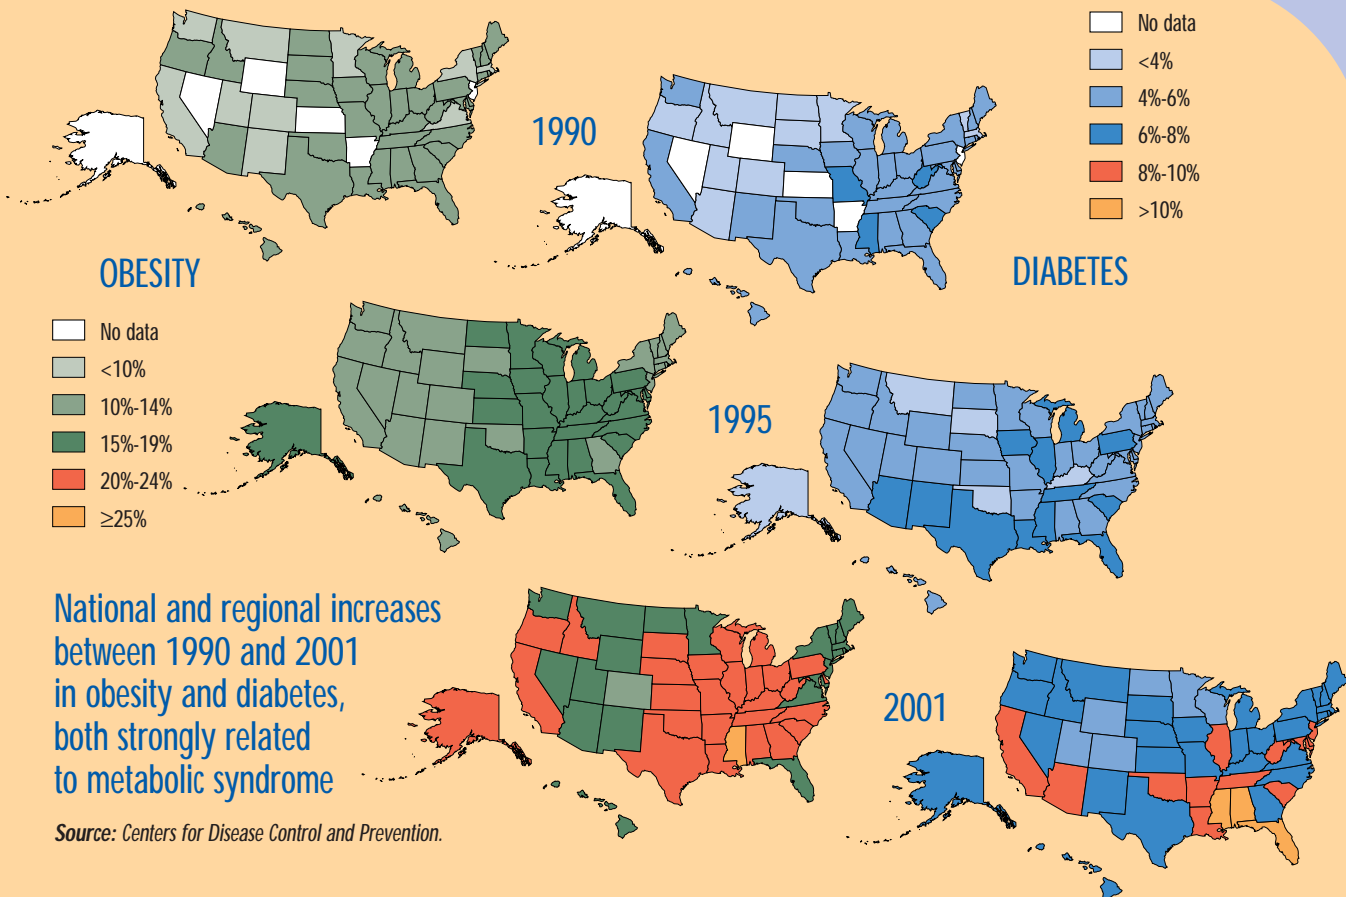 1990
OBESITY
No data
<10%
10%-14%
15%-19%
20%-24%
≥25%
No data
<4%
4%-6%
6%-8%
8%-10%
>10%
DIABETES
1995
2001
National and regional increases
between 1990 and 2001
in obesity and diabetes,
both strongly related
to metabolic syndrome
Source: Centers for Disease Control and Prevention.